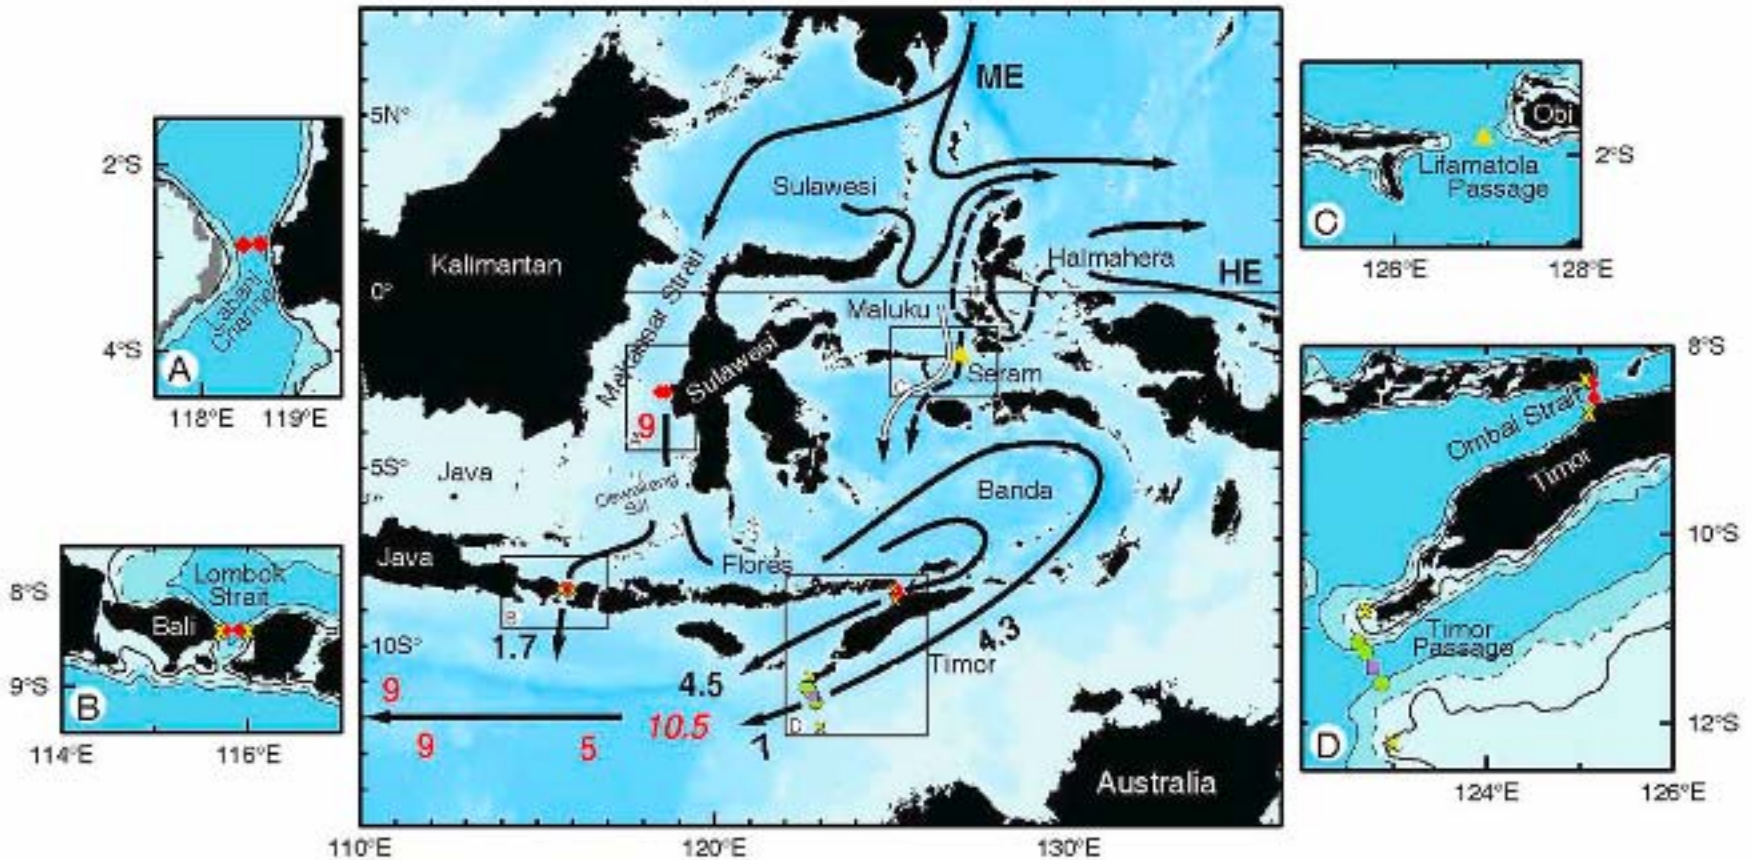 2°S
4°S
118°E
119°E
Labani
Channel
A
8°S
9°S
114°E
116°E
Lombok
Strait
Bali
B
5N°
0°
5S°
10S°
110°E
120°E
130°E
ME
HE
Sulawesi
Kalimantan
Makassar Strait
Halmahera
Maluku
Sulawesi
Seram
C
9
Java
Banda
Java
Flores
B
1.7
4.5
4.3
Timor
9
10.5
9
5
7
D
Australia
Obi
Lifamatola
Passage
C
2°S
126°E
128°E
8°S
10°S
12°S
Ombai Strait
Timor
Timor
Passage
D
124°E
126°E